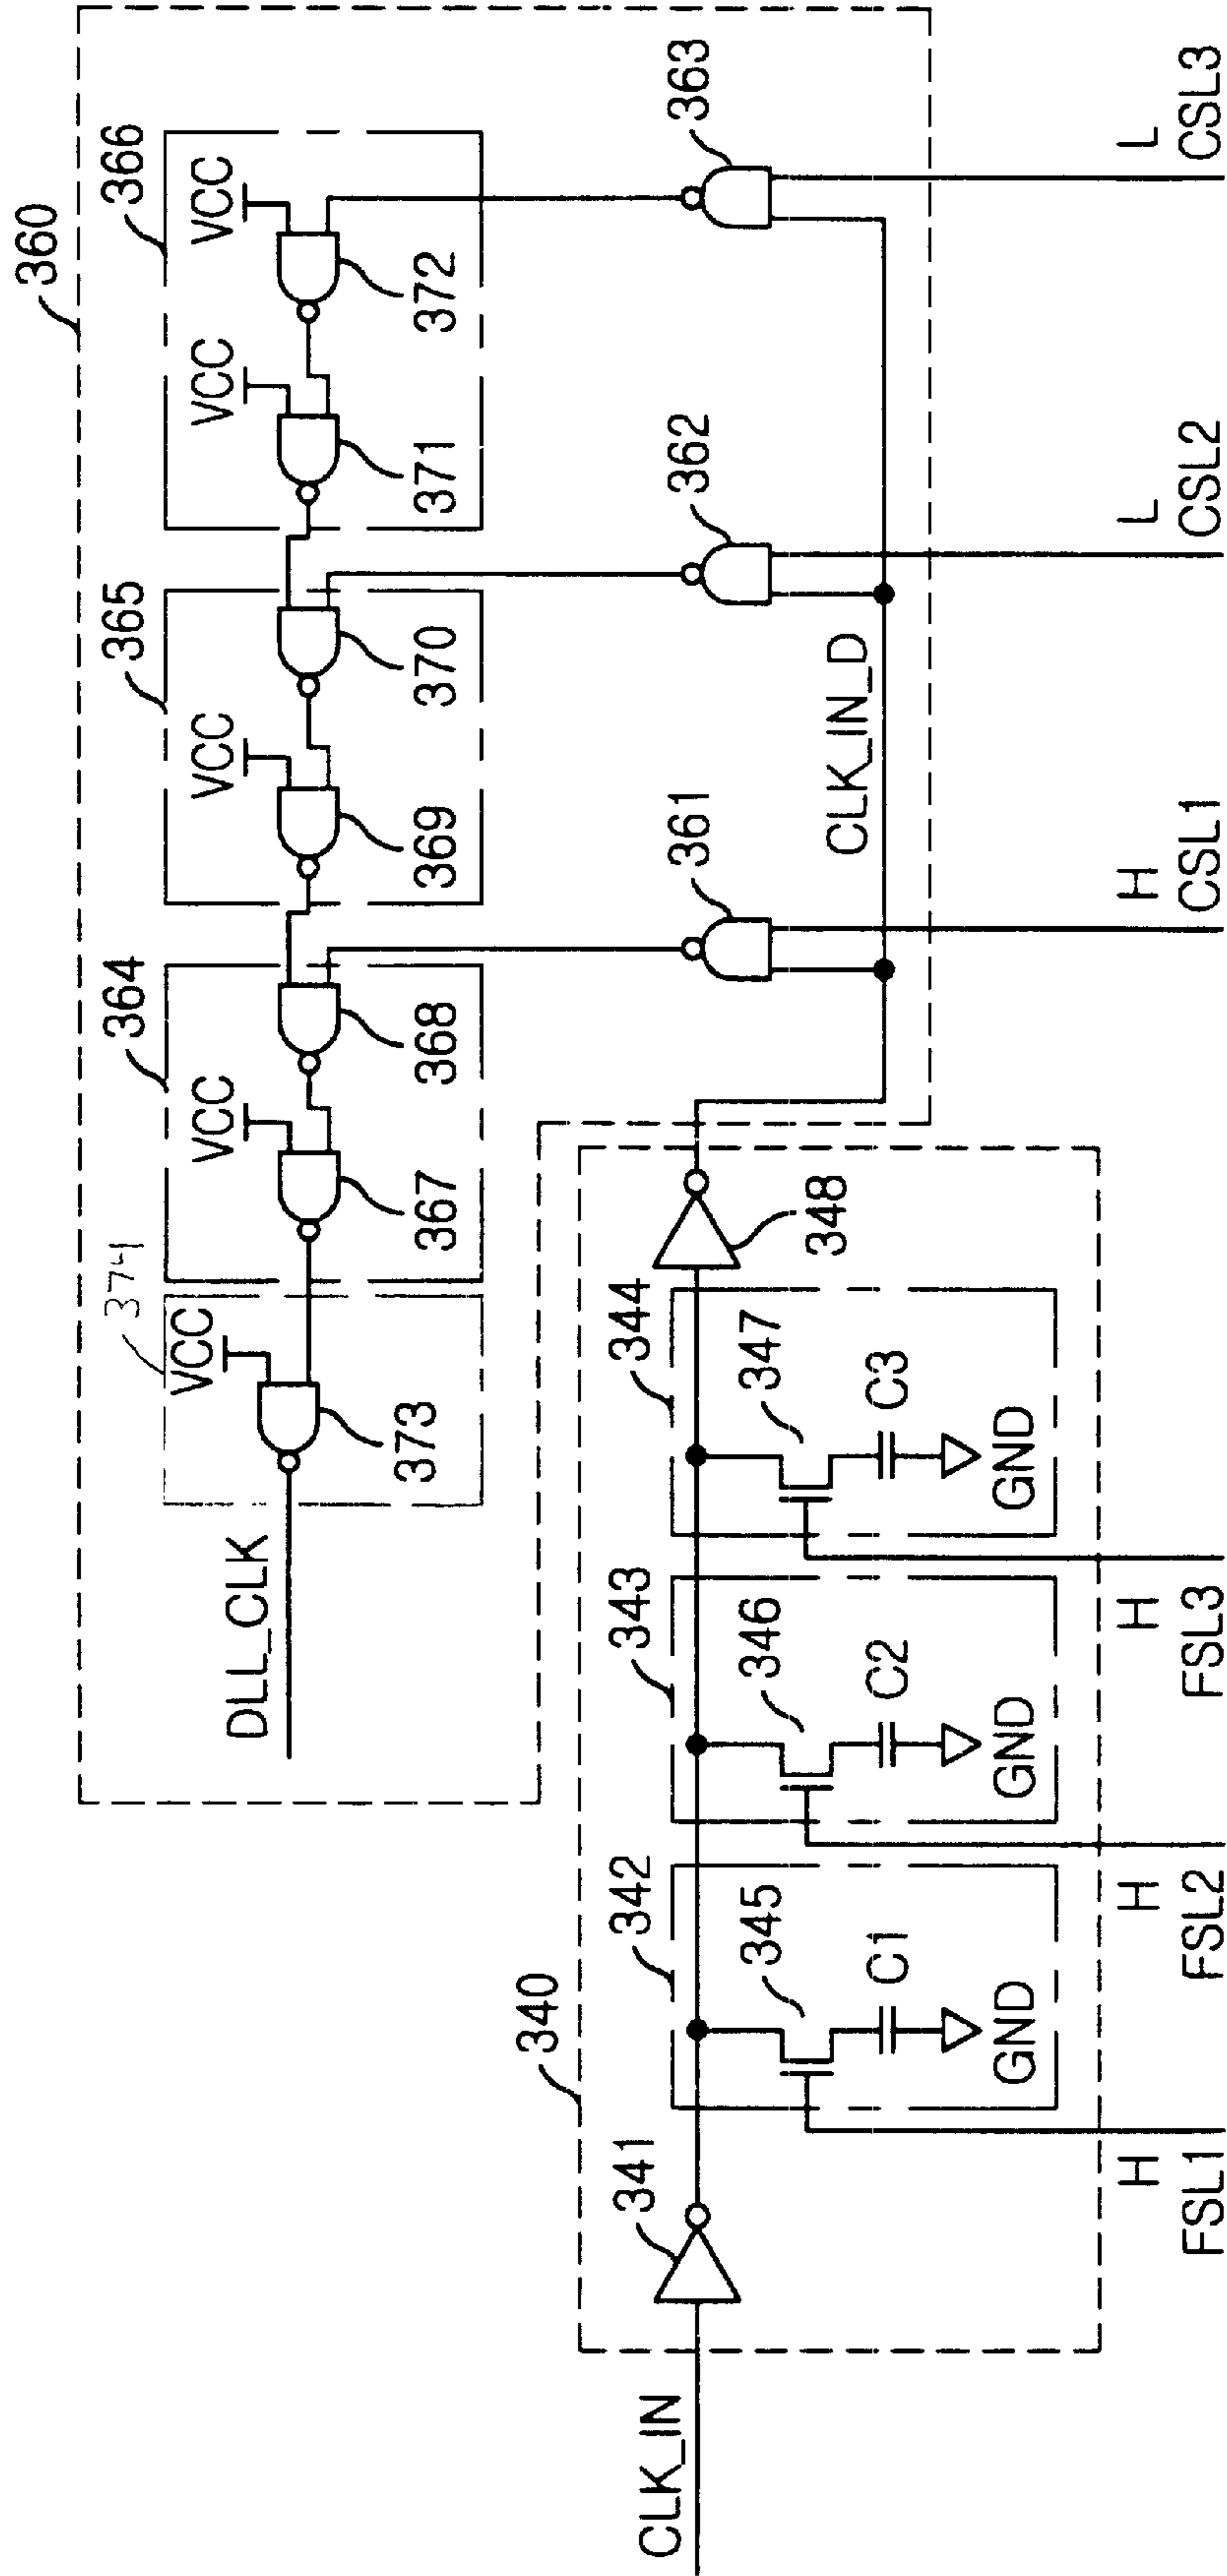 360
366
VCC
VCC
372
371
363
365
VCC
370
369
362
364
VCC
368
367
361
374
VCC
373
DLL_CLK
CLK_IN_D
L
CSL3
L
CSL2
H
CSL1
340
341
342
345
C1
GND
343
346
C2
GND
344
347
C3
GND
348
CLK_IN
H
FSL1
H
FSL2
H
FSL3